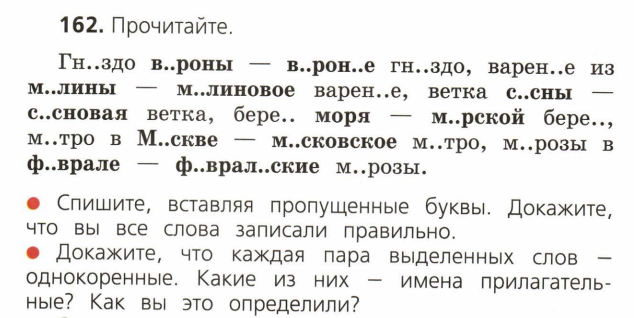 162. Прочитайте.
Гн..здо в..роны — в..рон..е гн..здо, варен..е из
м..лины — м..линовое варен..е, ветка с..сны —
с..сновая ветка, бере.. моря — м..рской бере..,
м..тро в М..скве — м..сковское м..тро, м..розы в
ф..врале — ф..врал..ские м..розы.
● Спишите, вставляя пропущенные буквы. Докажите,
что вы все слова записали правильно.
● Докажите, что каждая пара выделенных слов —
однокоренные. Какие из них — имена прилагатель-
ные? Как вы это определили?